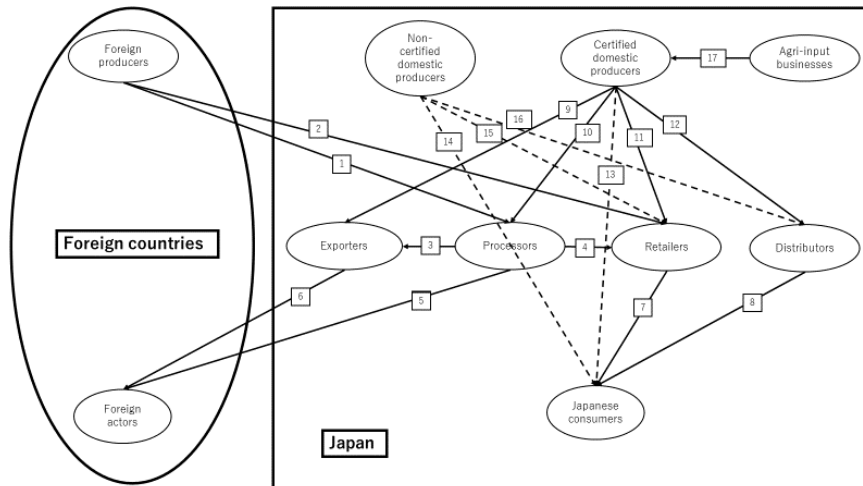 Foreign
producers
Non-
certified
domestic
producers
Certified
domestic
producers
17
Agri-input
businesses
9
16
12
2
15
10
11
14
1
13
Foreign countries
Exporters
3
Processors
4
Retailers
Distributors
6
5
7
8
Foreign
actors
Japanese
consumers
Japan